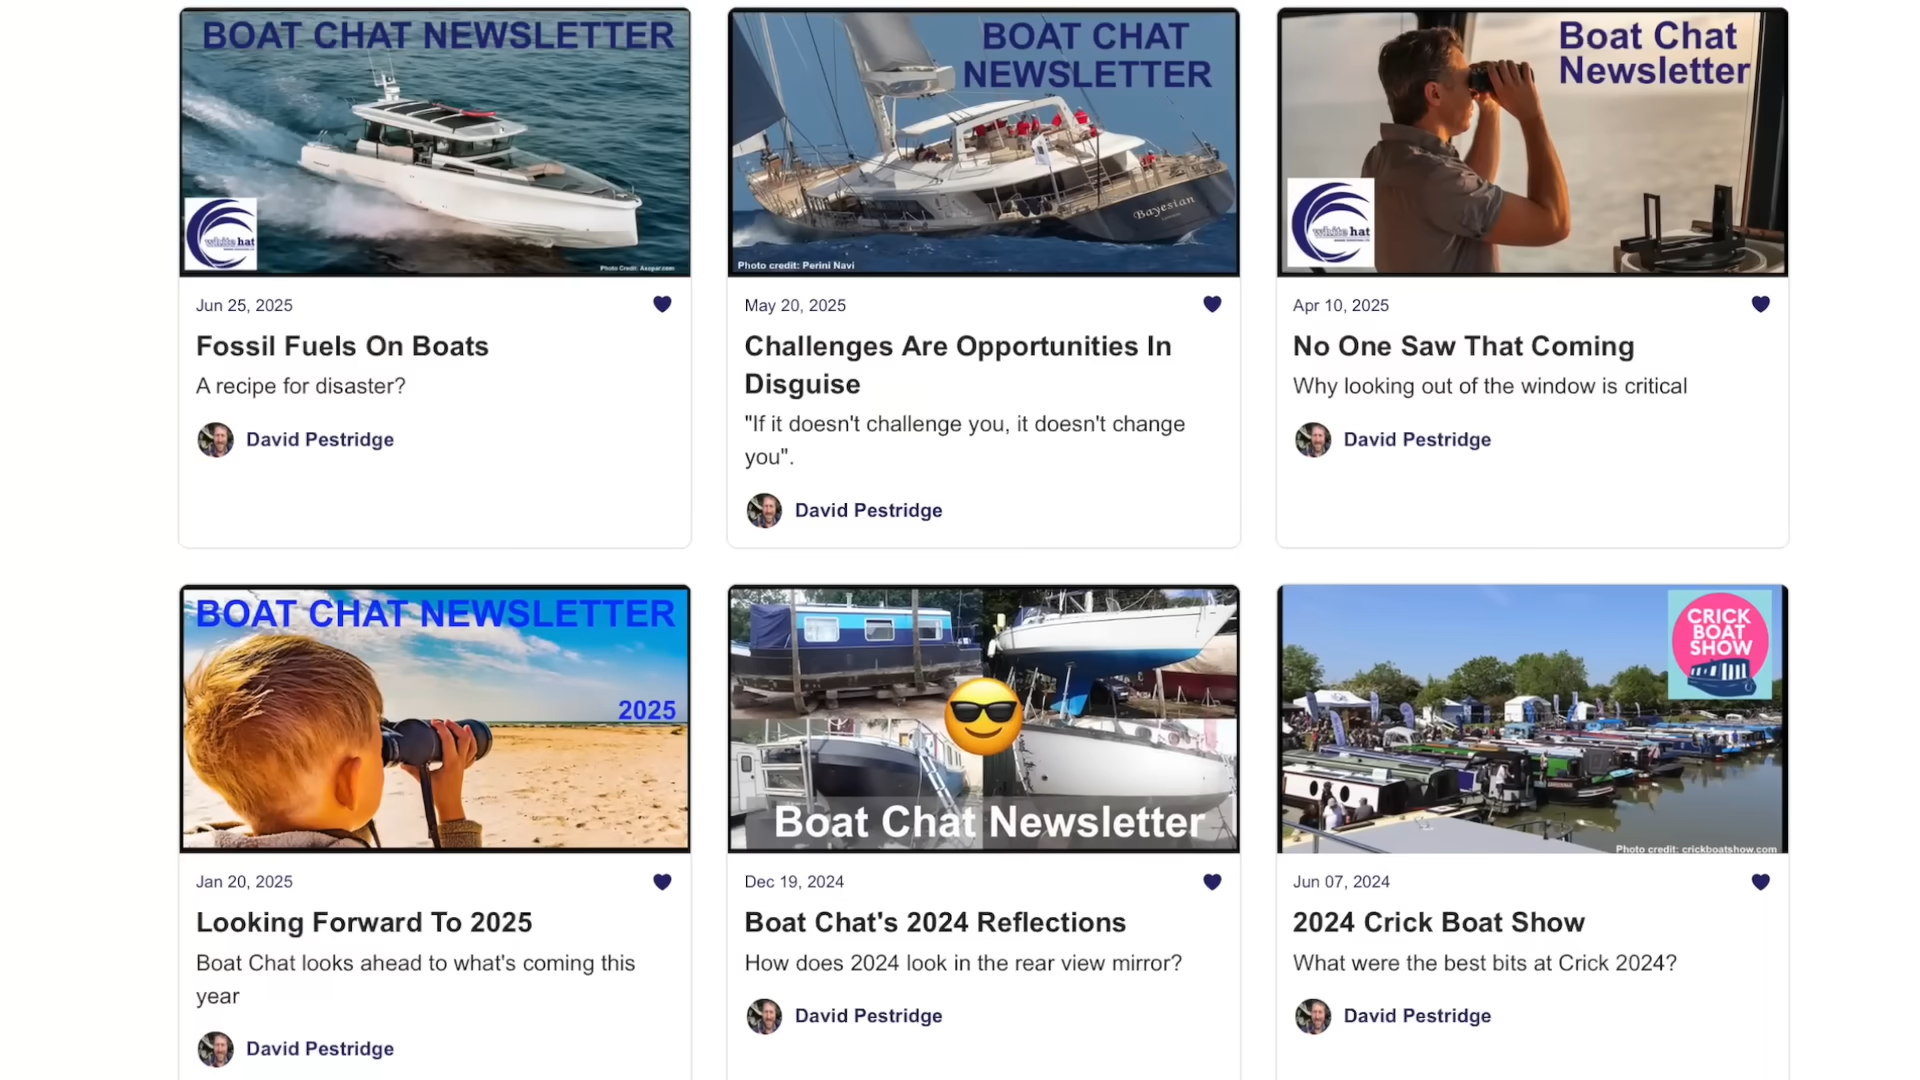 BOAT CHAT NEWSLETTER
white hat
Photo Credit: Axopar.com
Jun 25, 2025
Fossil Fuels On Boats
A recipe for disaster?
David Pestridge
BOAT CHAT
NEWSLETTER
Bayesian
Photo credit: Perini Navi
May 20, 2025
Challenges Are Opportunities In
Disguise
"If it doesn't challenge you, it doesn't change
you".
David Pestridge
Boat Chat
Newsletter
white hat
Apr 10, 2025
No One Saw That Coming
Why looking out of the window is critical
David Pestridge
BOAT CHAT NEWSLETTER
2025
Jan 20, 2025
Looking Forward To 2025
Boat Chat looks ahead to what's coming this
year
David Pestridge
Boat Chat Newsletter
Dec 19, 2024
Boat Chat's 2024 Reflections
How does 2024 look in the rear view mirror?
David Pestridge
CRICK
BOAT
SHOW
Photo credit: crickboatshow.com
Jun 07, 2024
2024 Crick Boat Show
What were the best bits at Crick 2024?
David Pestridge